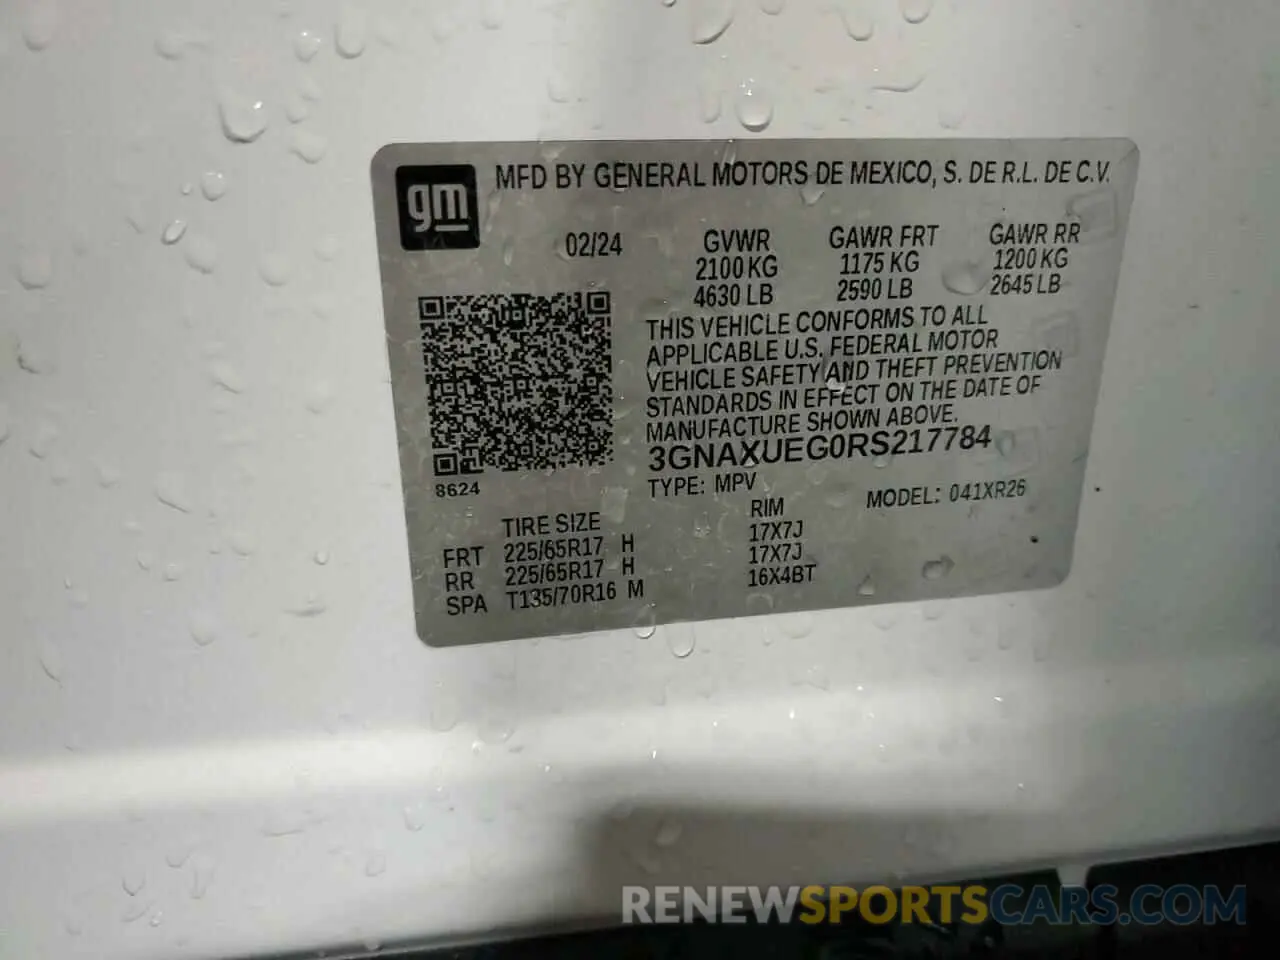 gm
MFD BY GENERAL MOTORS DE MEXICO, S. DE R.L. DE C.V.
02/24 GVWR GAWR FRT GAWR RR
2100 KG 1175 KG 1200 KG
4630 LB 2590 LB 2645 LB
THIS VEHICLE CONFORMS TO ALL
APPLICABLE U.S. FEDERAL MOTOR
VEHICLE SAFETY AND THEFT PREVENTION
STANDARDS IN EFFECT ON THE DATE OF
MANUFACTURE SHOWN ABOVE.
3GNAXUEG0RS217784
8624
TYPE: MPV MODEL: 041XR26
TIRE SIZE RIM
FRT 225/65R17 H 17X7J
RR 225/65R17 H 17X7J
SPA T135/70R16 M 16X4BT
RENEWSPORTSCARS.COM